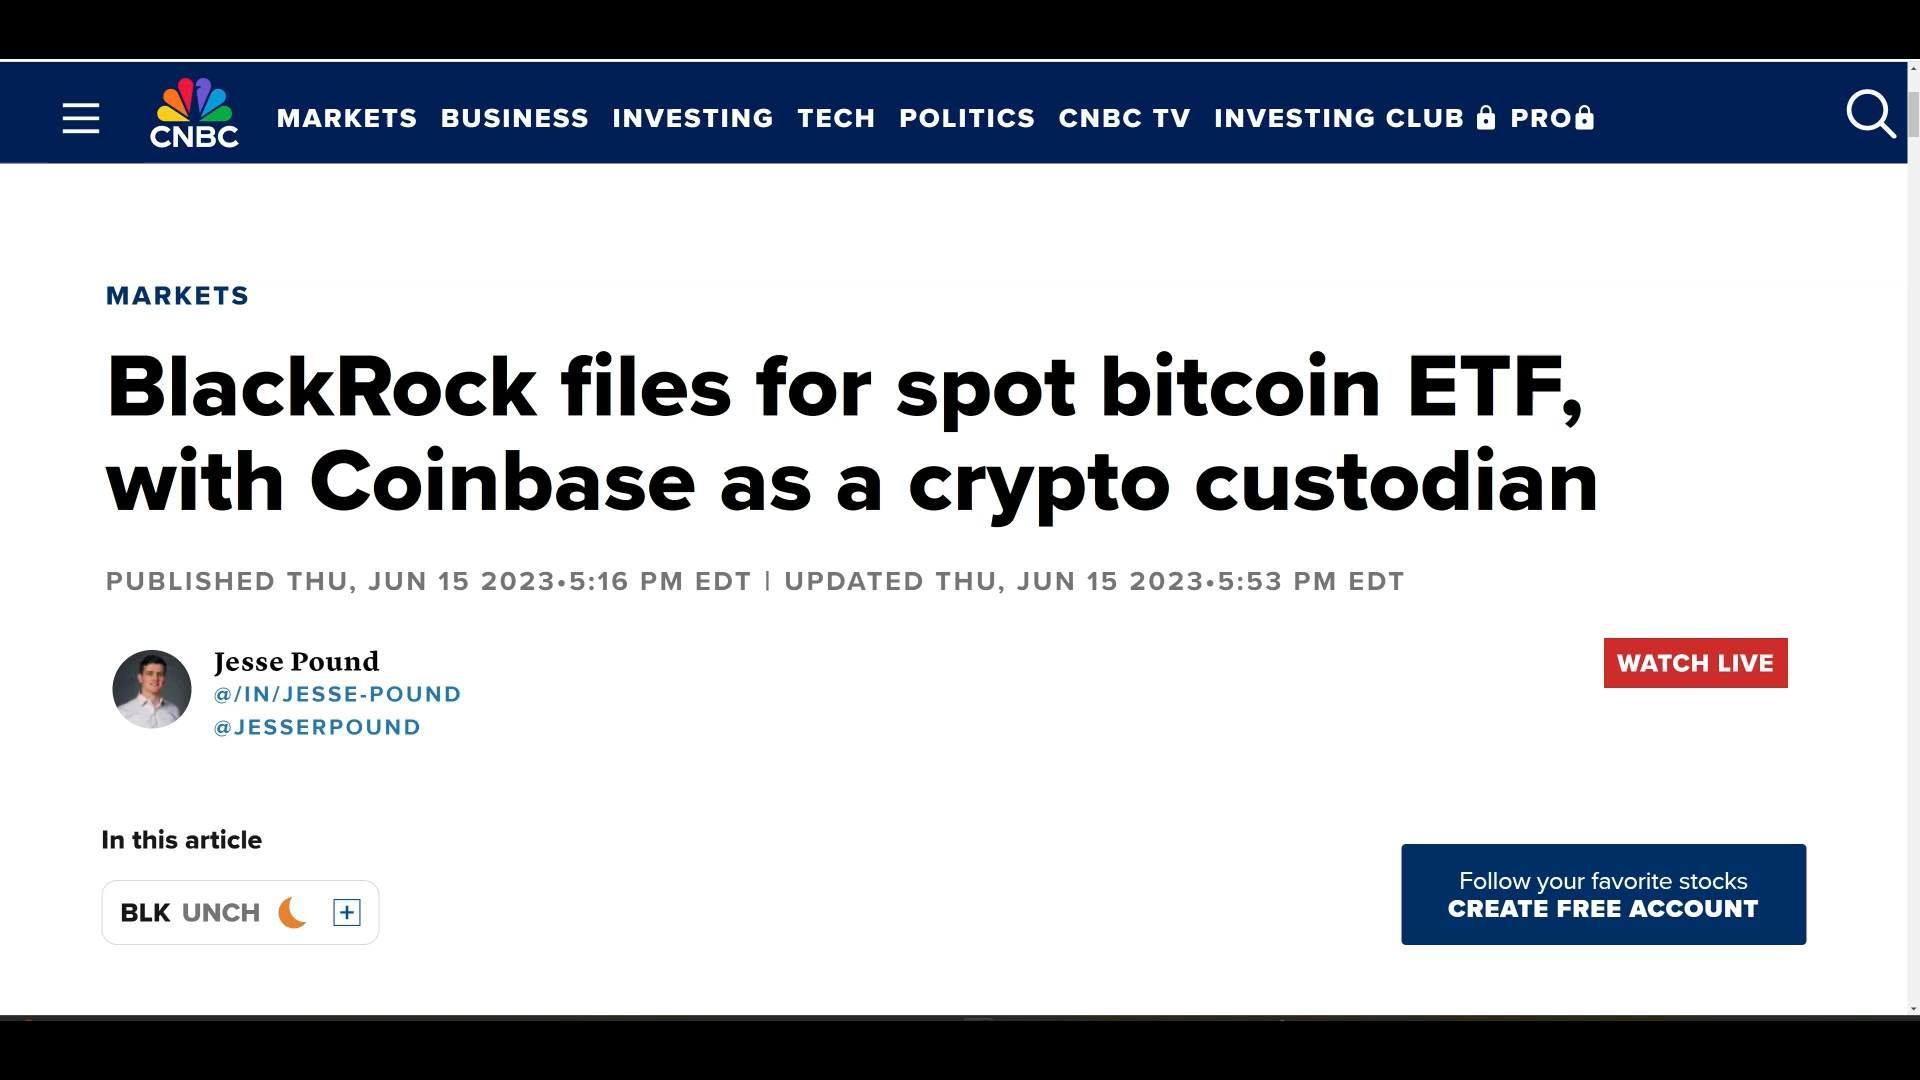 CNBC
MARKETS BUSINESS INVESTING TECH POLITICS CNBC TV INVESTING CLUB PRO
MARKETS
BlackRock files for spot bitcoin ETF,
with Coinbase as a crypto custodian
PUBLISHED THU, JUN 15 2023•5:16 PM EDT | UPDATED THU, JUN 15 2023•5:53 PM EDT
Jesse Pound
@/IN/JESSE-POUND
@JESSERPOUND
WATCH LIVE
In this article
BLK UNCH
Follow your favorite stocks
CREATE FREE ACCOUNT